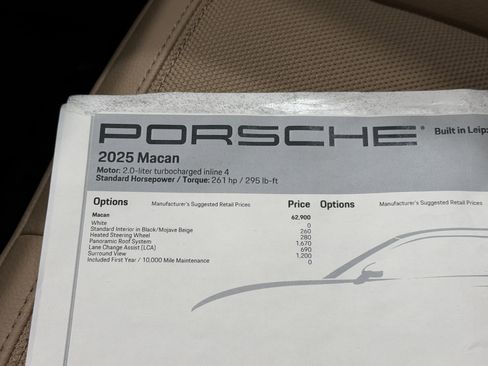 PORSCHE® Built in Leipz
2025 Macan
Motor: 2.0-liter turbocharged inline 4
Standard Horsepower / Torque: 261 hp / 295 lb-ft
Options Manufacturer's Suggested Retail Prices Price Options Manufacturer's Suggested Retail Prices
Macan 62,900
White 0
Standard Interior in Black/Mojave Beige 260
Heated Steering Wheel 280
Panoramic Roof System 1,670
Lane Change Assist (LCA) 690
Surround View 1,200
Included First Year / 10,000 Mile Maintenance 0